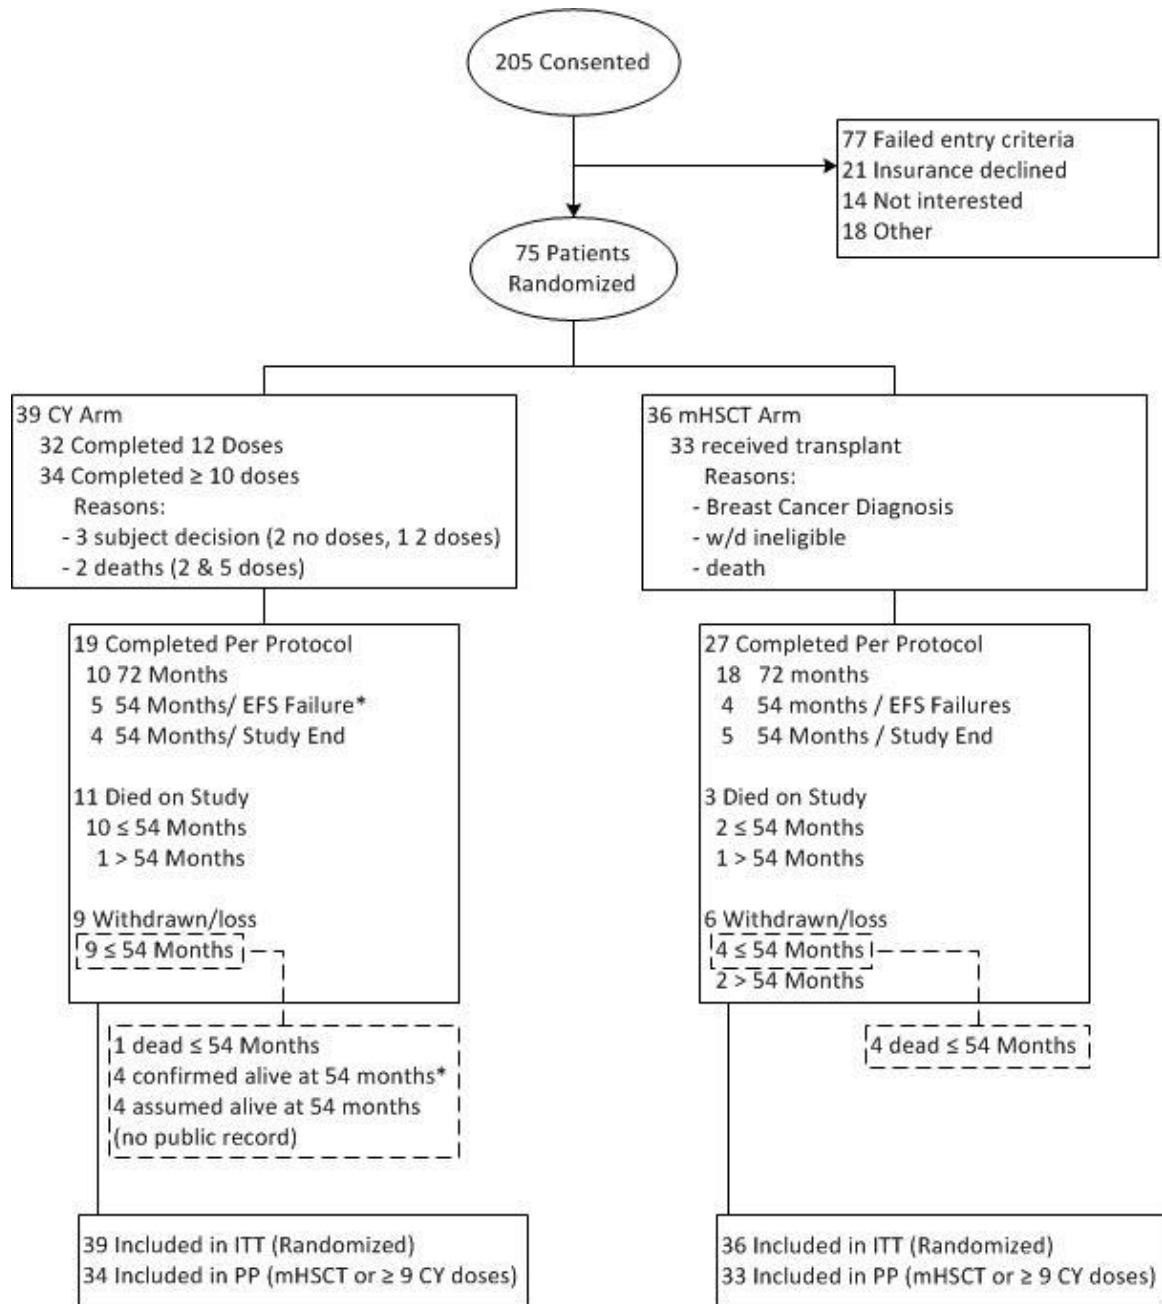 205 Consented
77 Failed entry criteria
21 Insurance declined
14 Not interested
18 Other
75 Patients
Randomized
39 CY Arm
32 Completed 12 Doses
34 Completed ≥ 10 doses
Reasons:
- 3 subject decision (2 no doses, 1 2 doses)
- 2 deaths (2 & 5 doses)
36 mHSCT Arm
33 received transplant
Reasons:
- Breast Cancer Diagnosis
- w/d ineligible
- death
19 Completed Per Protocol
10 72 Months
5 54 Months/ EFS Failure*
4 54 Months/ Study End
11 Died on Study
10 ≤ 54 Months
1 > 54 Months
9 Withdrawn/loss
9 ≤ 54 Months
1 dead ≤ 54 Months
4 confirmed alive at 54 months*
4 assumed alive at 54 months
(no public record)
27 Completed Per Protocol
18 72 months
4 54 months / EFS Failures
5 54 Months / Study End
3 Died on Study
2 ≤ 54 Months
1 > 54 Months
6 Withdrawn/loss
4 ≤ 54 Months
2 > 54 Months
4 dead ≤ 54 Months
39 Included in ITT (Randomized)
34 Included in PP (mHSCT or ≥ 9 CY doses)
36 Included in ITT (Randomized)
33 Included in PP (mHSCT or ≥ 9 CY doses)